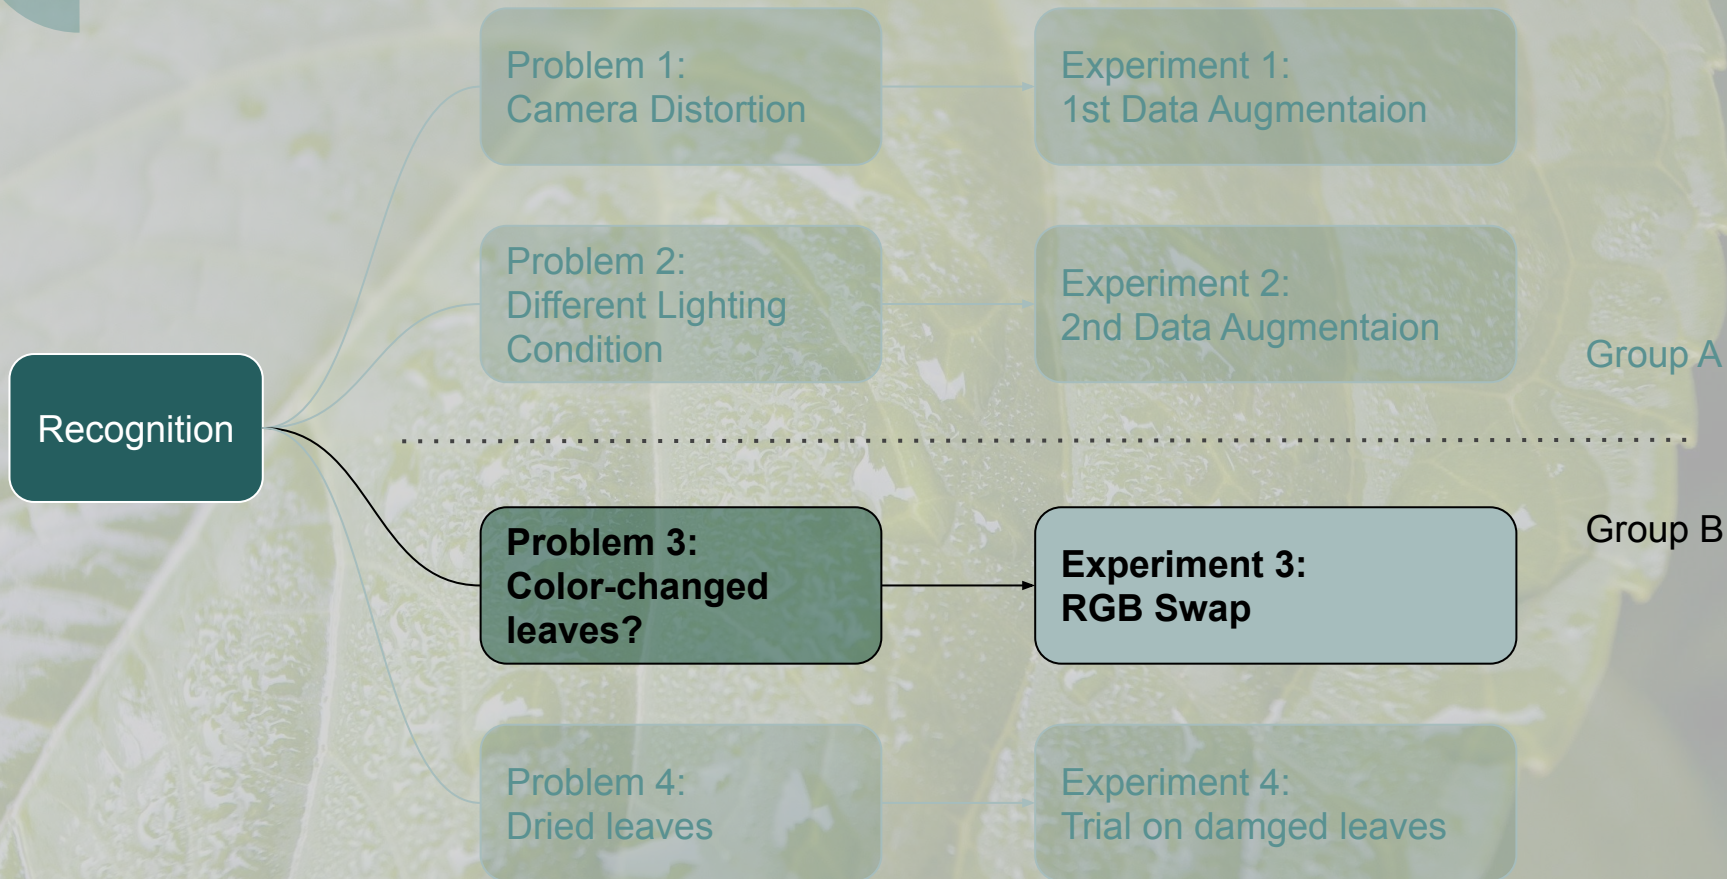 Problem 1:
Camera Distortion
Experiment 1:
1st Data Augmentaion
Problem 2:
Different Lighting
Condition
Experiment 2:
2nd Data Augmentaion
Group A
Recognition
Group B
Problem 3:
Color-changed
leaves?
Experiment 3:
RGB Swap
Problem 4:
Dried leaves
Experiment 4:
Trial on damged leaves